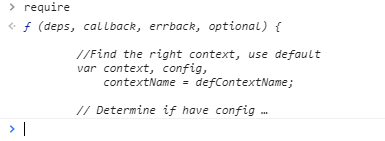 > require
<· ƒ (deps, callback, errback, optional) {
//Find the right context, use default
var context, config,
contextName = defContextName;
// Determine if have config …
>